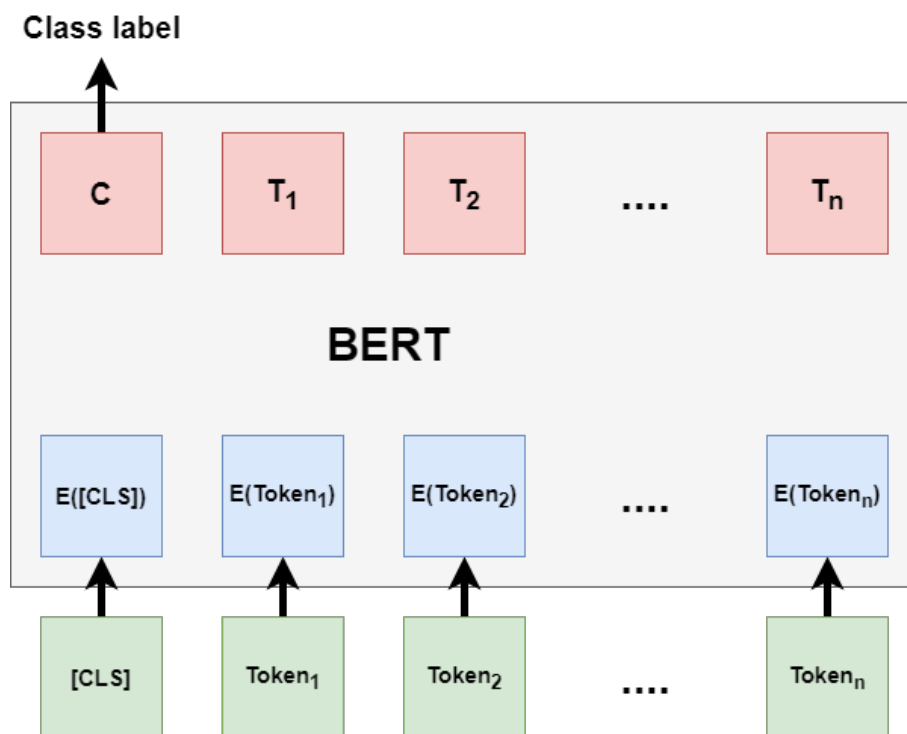 Class label
C T₁ T₂ .... Tₙ
BERT
E([CLS]) E(Token₁) E(Token₂) .... E(Tokenₙ)
[CLS] Token₁ Token₂ .... Tokenₙ